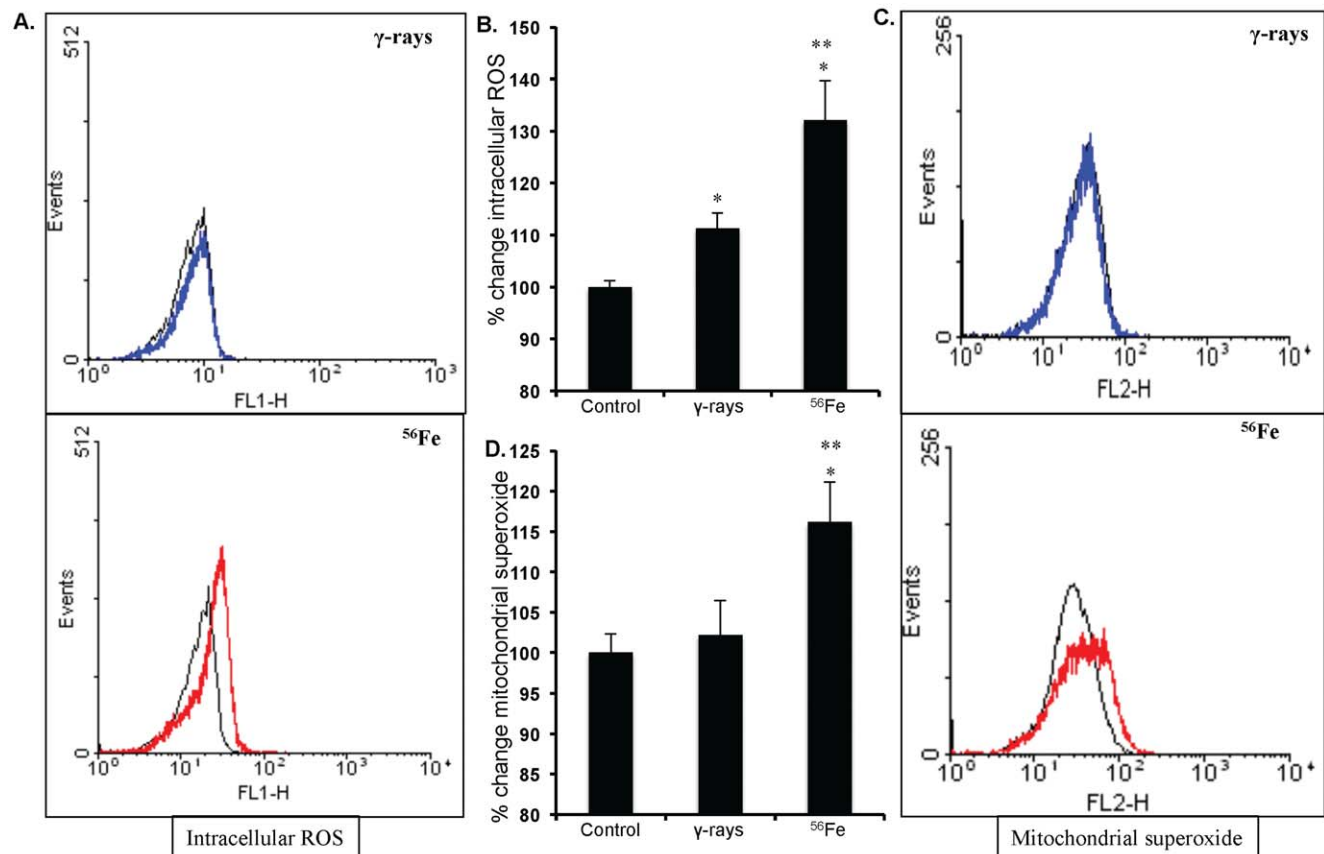 A.
γ-rays
512
Events
0
10⁰ 10¹ 10² 10³
FL1-H
⁵⁶Fe
512
Events
0
10⁰ 10¹ 10² 10³ 10⁴
FL1-H
Intracellular ROS
B.
% change intracellular ROS
150
140
130
120
110
100
90
80
*
**
*
Control γ-rays ⁵⁶Fe
D.
% change mitochondrial superoxide
125
120
115
110
105
100
95
90
85
80
**
*
Control γ-rays ⁵⁶Fe
C.
γ-rays
256
Events
0
10⁰ 10¹ 10² 10³ 10⁴
FL2-H
⁵⁶Fe
256
Events
0
10⁰ 10¹ 10² 10³ 10⁴
FL2-H
Mitochondrial superoxide